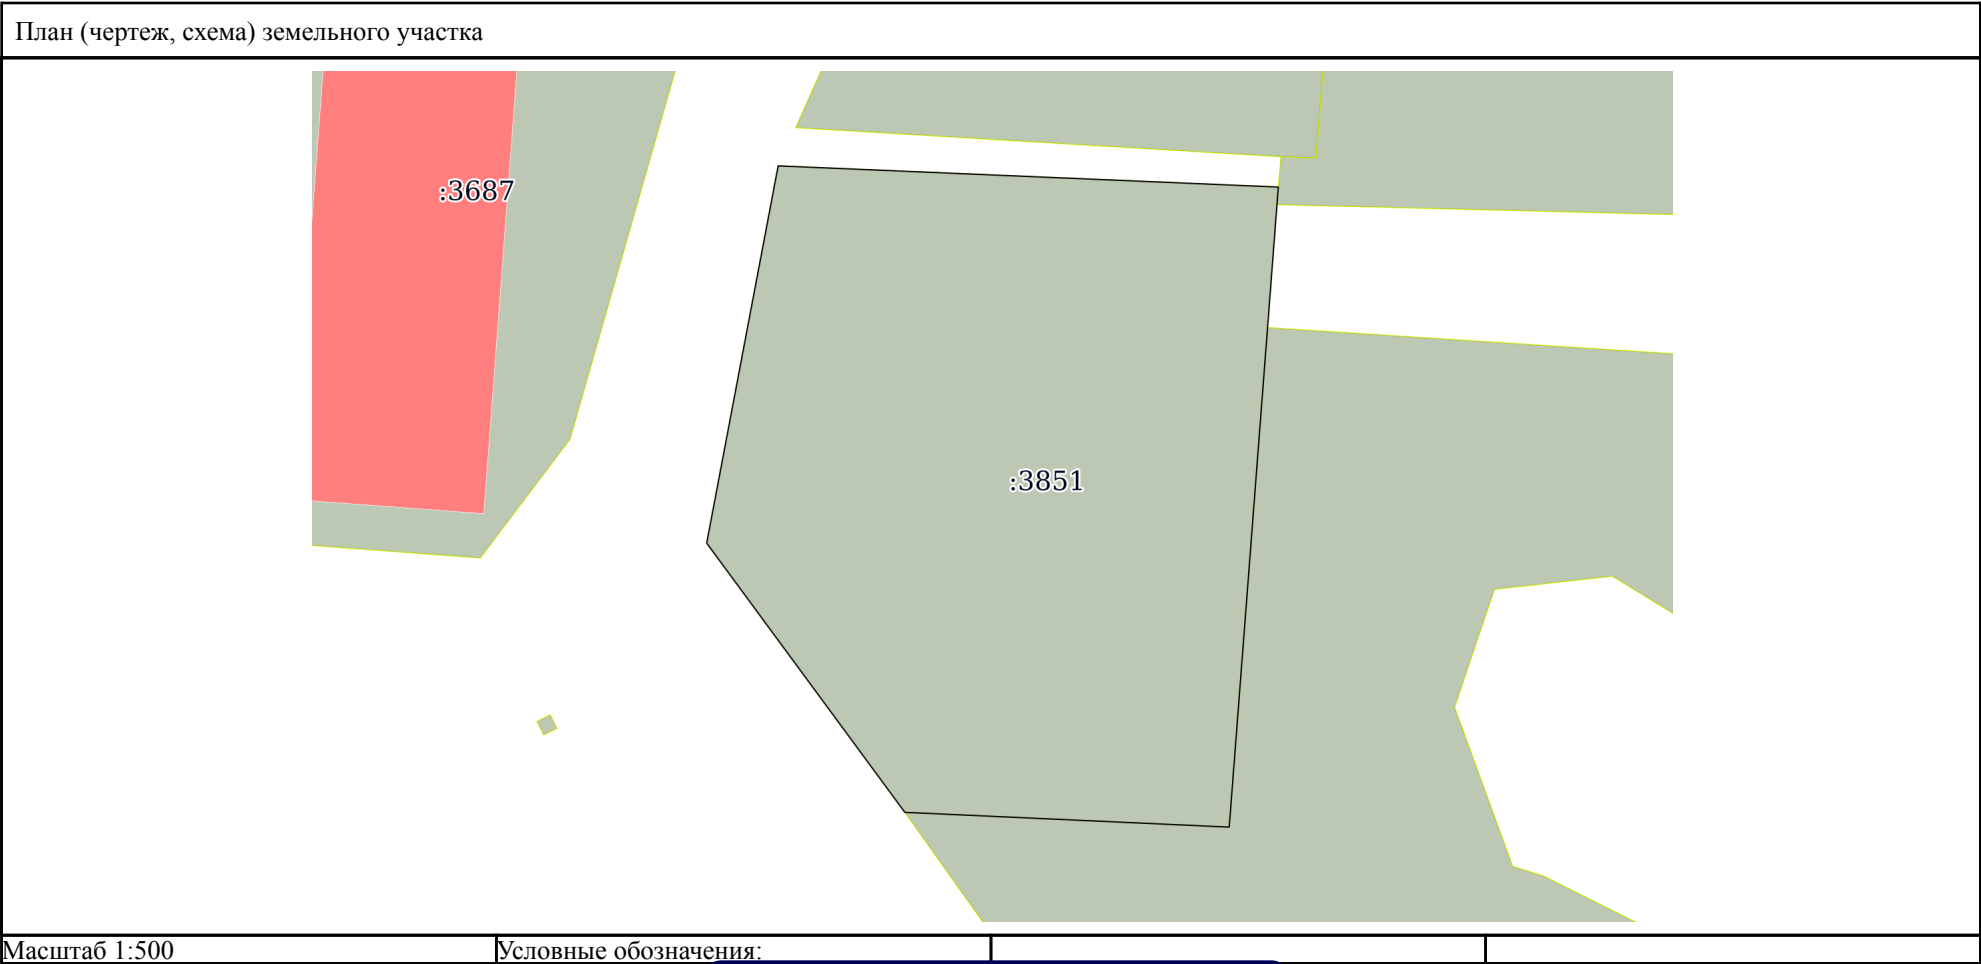 План (чертеж, схема) земельного участка
:3687
:3851
Масштаб 1:500
Условные обозначения: